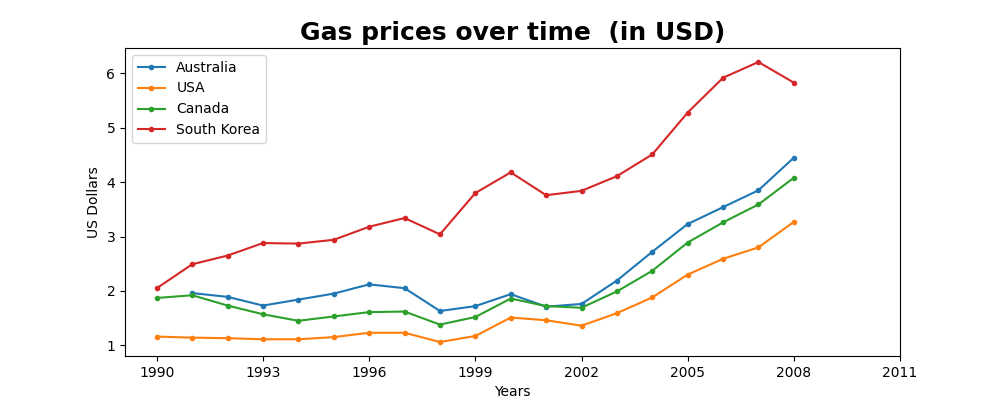 Gas prices over time  (in USD)
Australia
USA
Canada
South Korea
6
5
4
3
2
1
US Dollars
1990 1993 1996 1999 2002 2005 2008 2011
Years